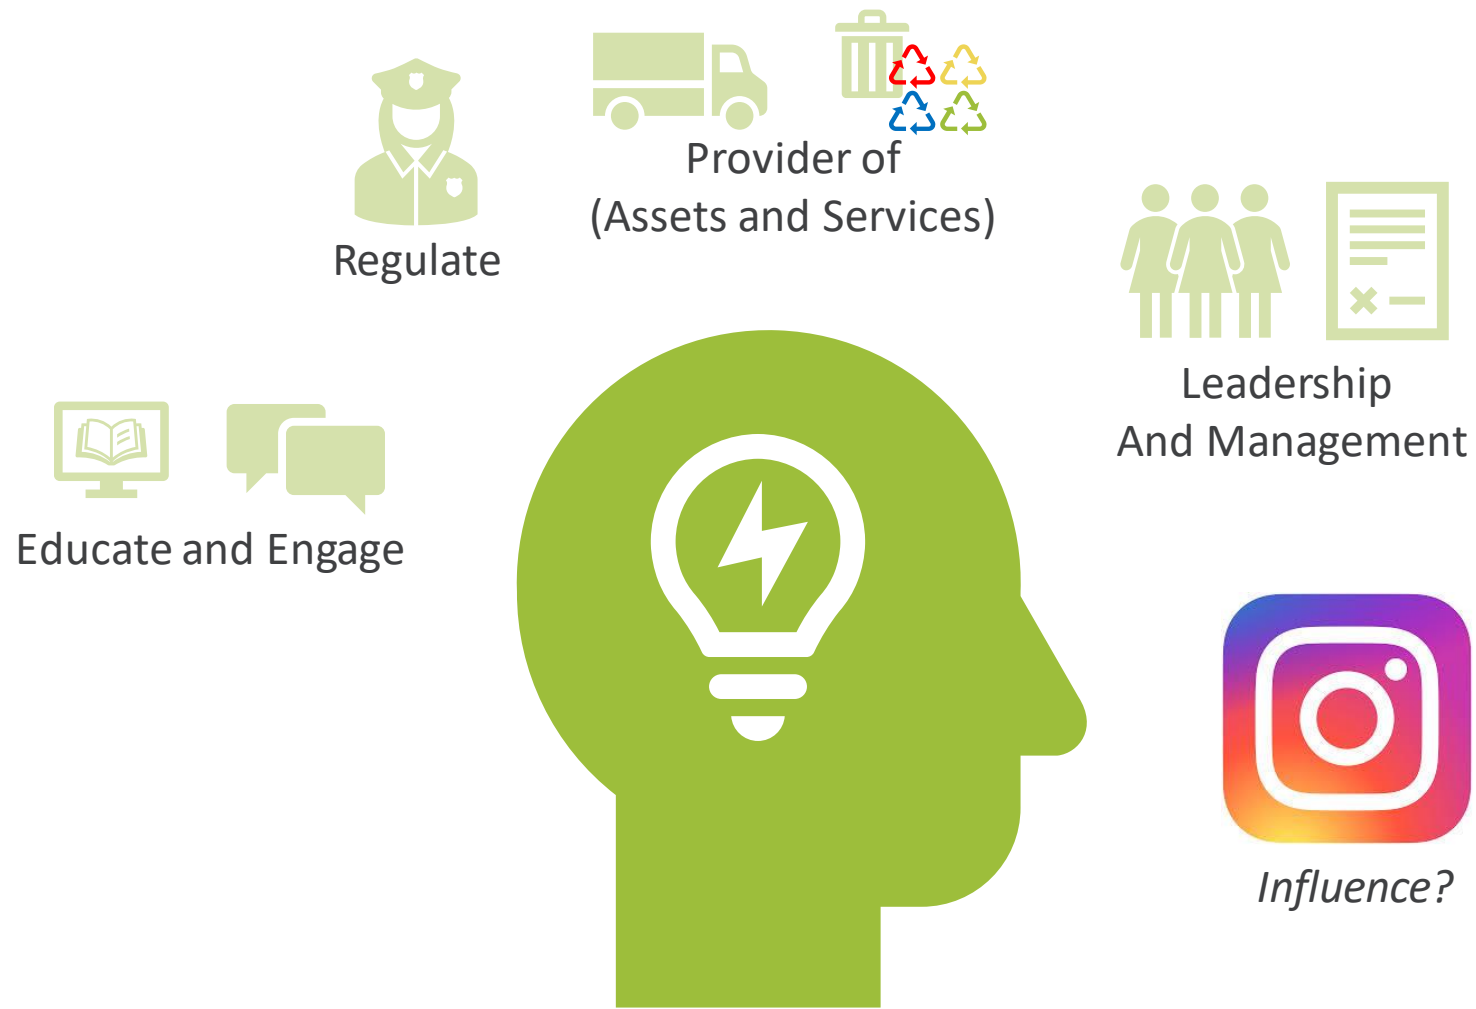 Provider of
(Assets and Services)
Regulate
Leadership
And Management
Educate and Engage
Influence?